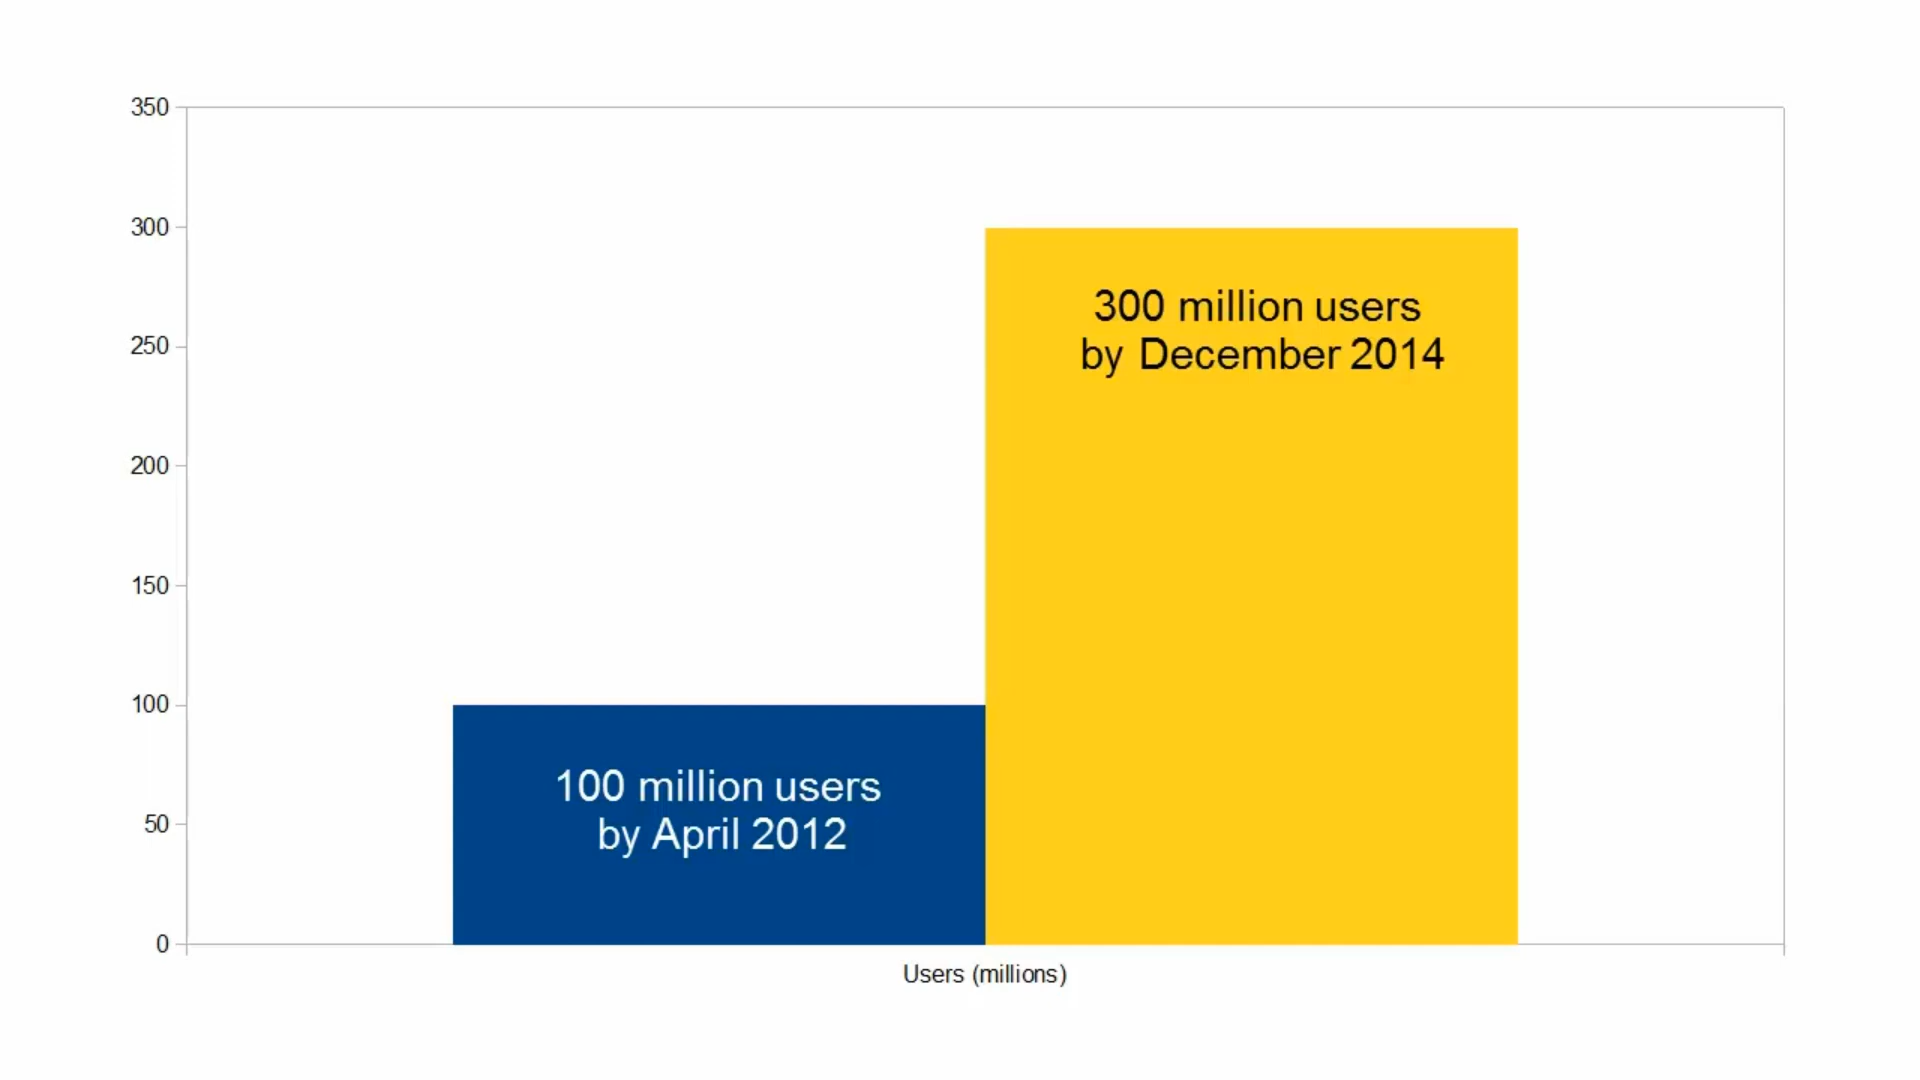 350
300
250
200
150
100
50
0
300 million users
by December 2014
100 million users
by April 2012
Users (millions)